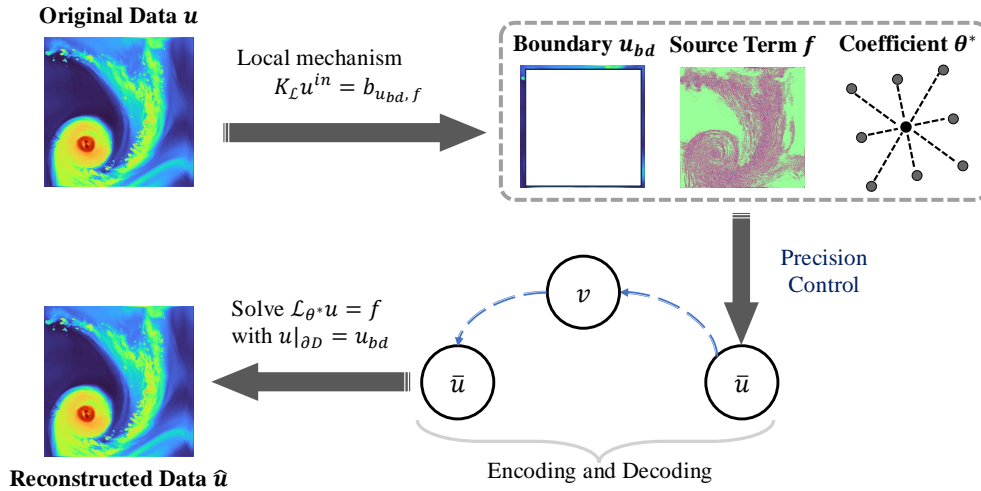 Original Data u
Local mechanism
K_ℒ u^{in} = b_{u_{bd}, f}
Boundary u_{bd}
Source Term f
Coefficient θ*
Precision
Control
v
ū
ū
Solve ℒ_{θ*} u = f
with u|_{∂D} = u_{bd}
Encoding and Decoding
Reconstructed Data û